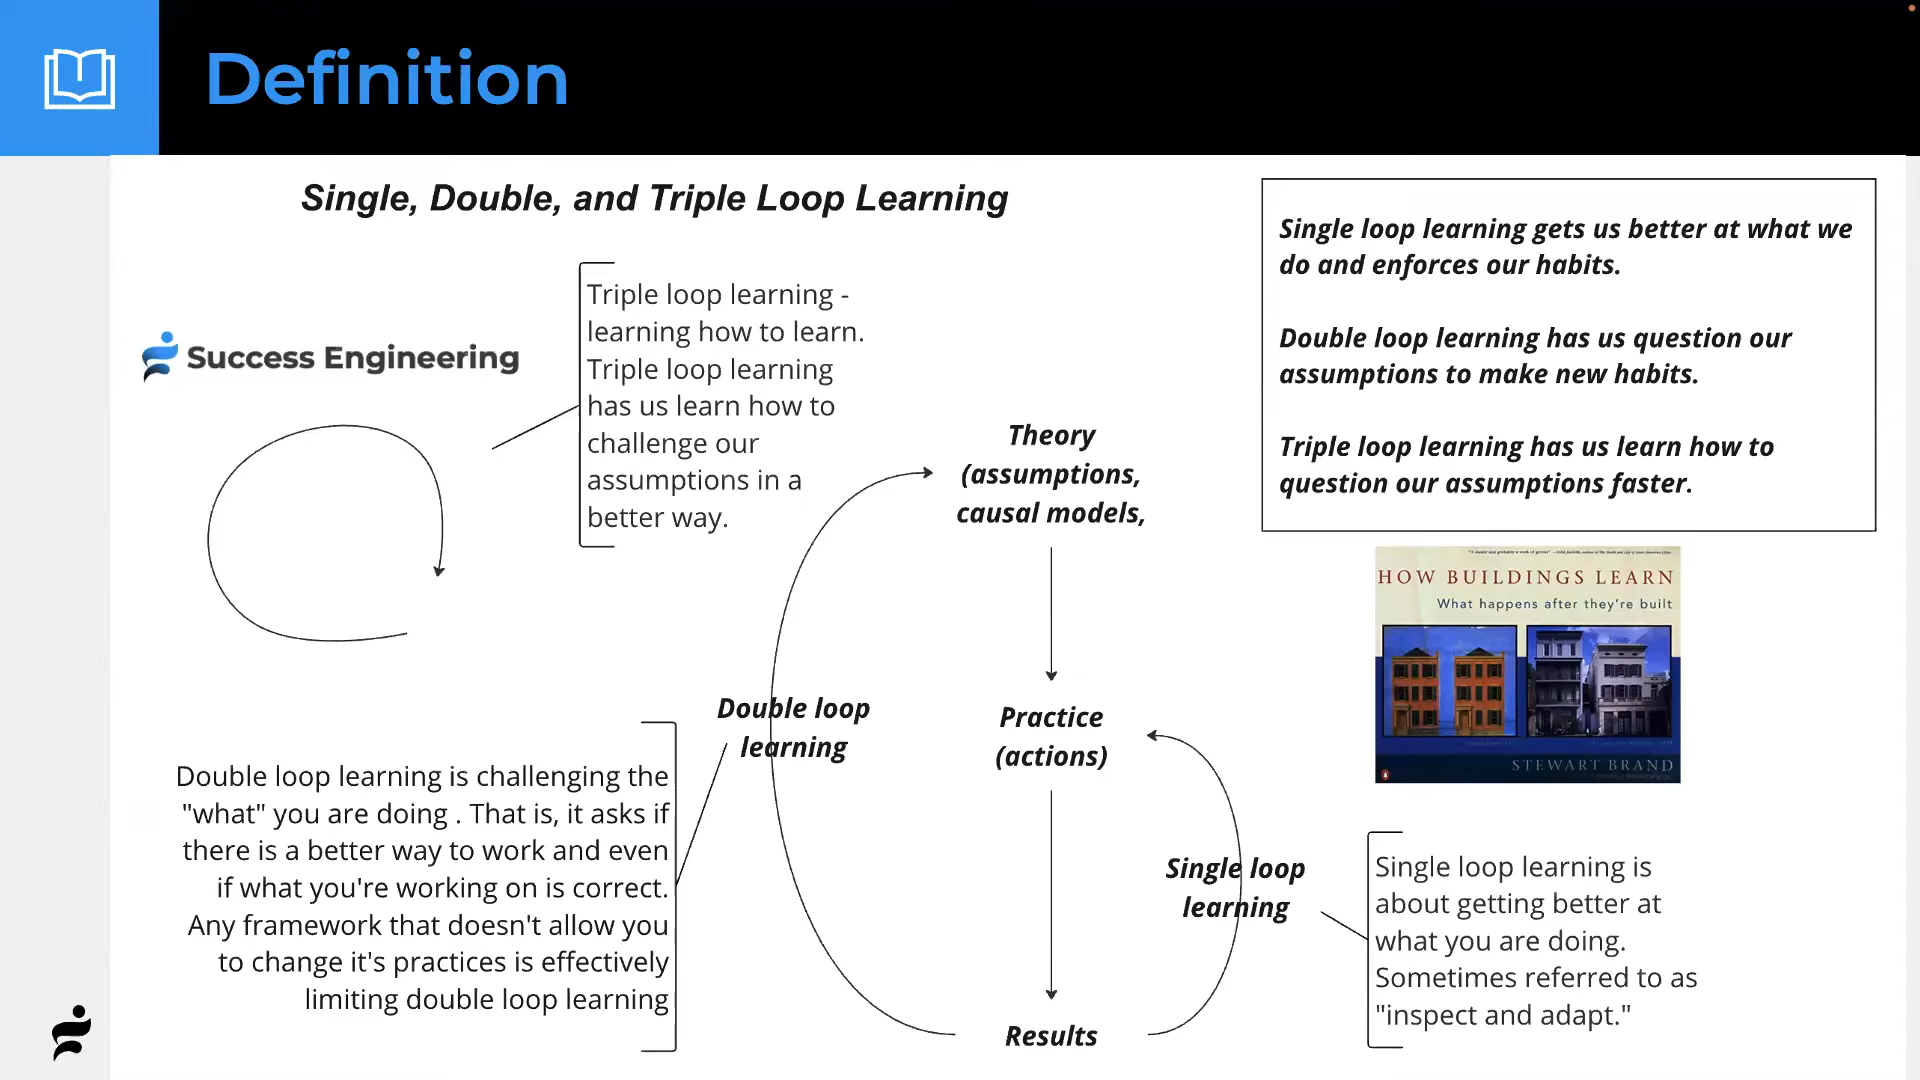 Definition
Single, Double, and Triple Loop Learning
Success Engineering
Triple loop learning -
learning how to learn.
Triple loop learning
has us learn how to
challenge our
assumptions in a
better way.
Single loop learning gets us better at what we
do and enforces our habits.
Double loop learning has us question our
assumptions to make new habits.
Triple loop learning has us learn how to
question our assumptions faster.
Theory
(assumptions,
causal models,
HOW BUILDINGS LEARN
What happens after they're built
STEWART BRAND
Double loop
learning
Practice
(actions)
Double loop learning is challenging the
"what" you are doing . That is, it asks if
there is a better way to work and even
if what you're working on is correct.
Any framework that doesn't allow you
to change it's practices is effectively
limiting double loop learning
Single loop
learning
Single loop learning is
about getting better at
what you are doing.
Sometimes referred to as
"inspect and adapt."
Results